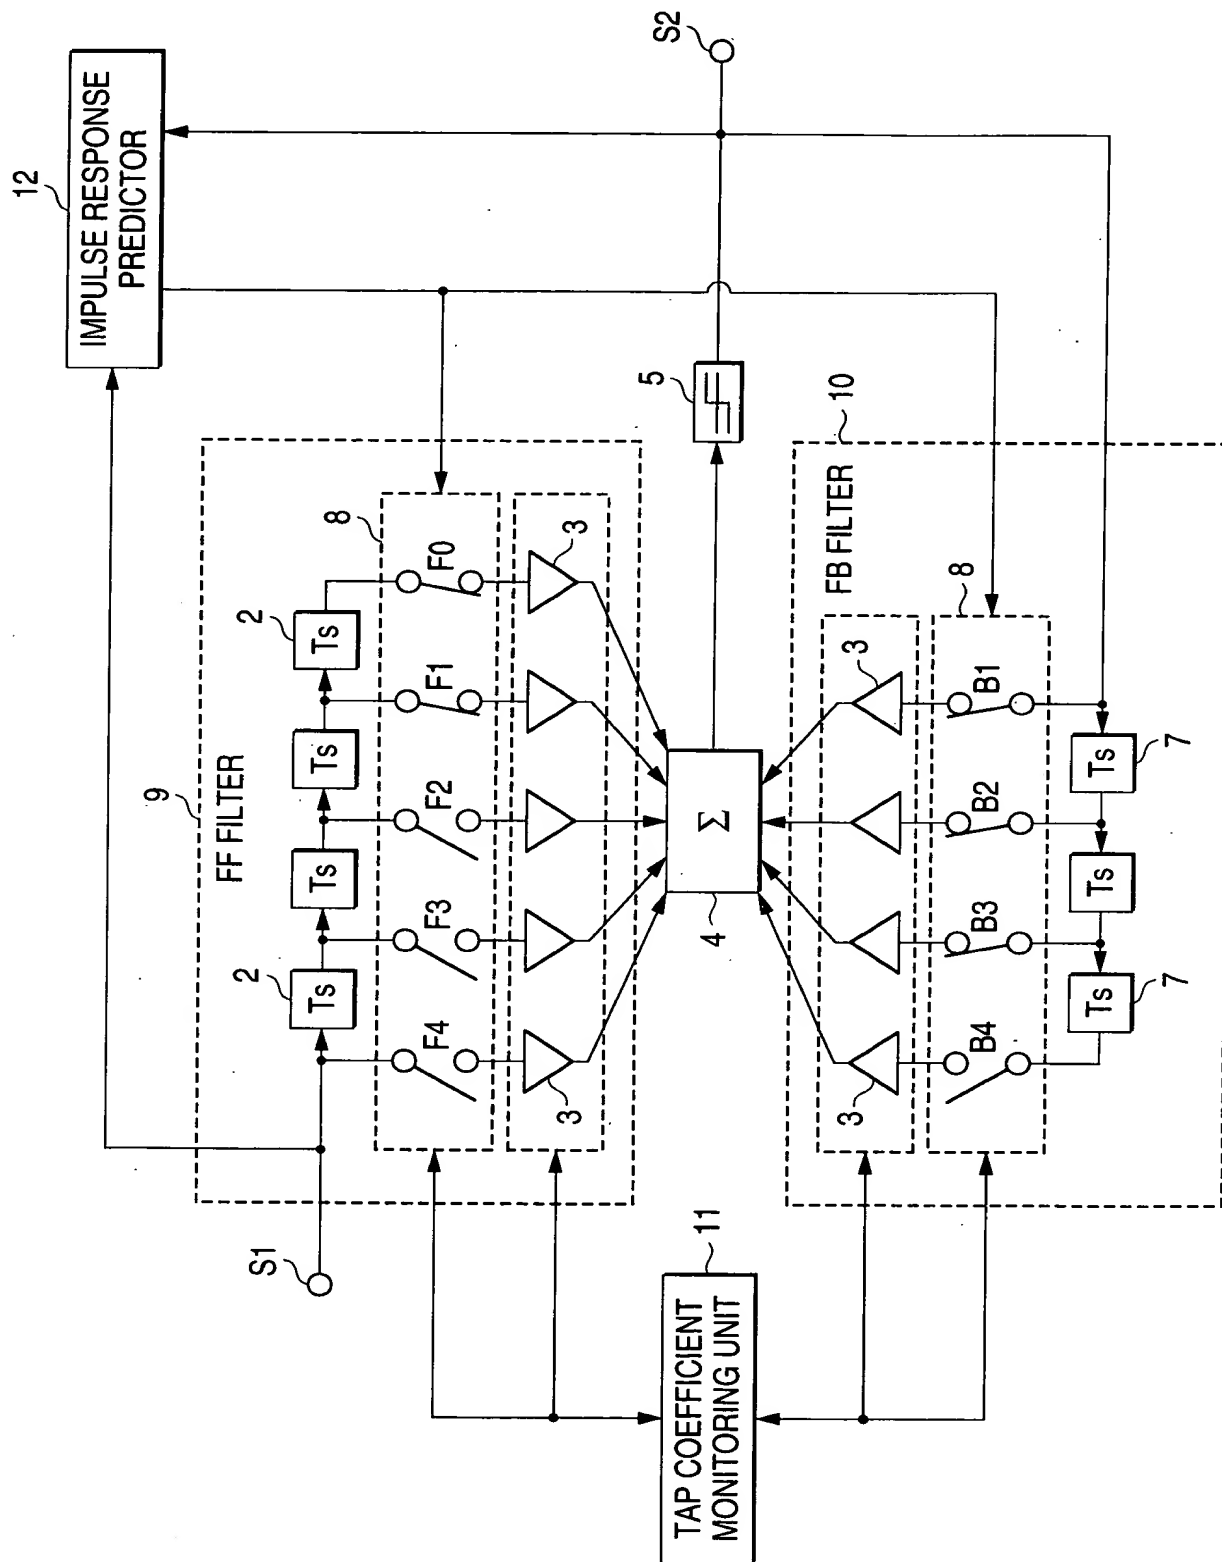 12
IMPULSE RESPONSE
PREDICTOR
S1
9
FF FILTER
2
Ts
Ts
Ts
2
Ts
8
F4
F3
F2
F1
F0
3
3
TAP COEFFICIENT
MONITORING UNIT
11
4
Σ
5
S2
10
FB FILTER
3
3
8
B4
B3
B2
B1
Ts
Ts
Ts
7
7